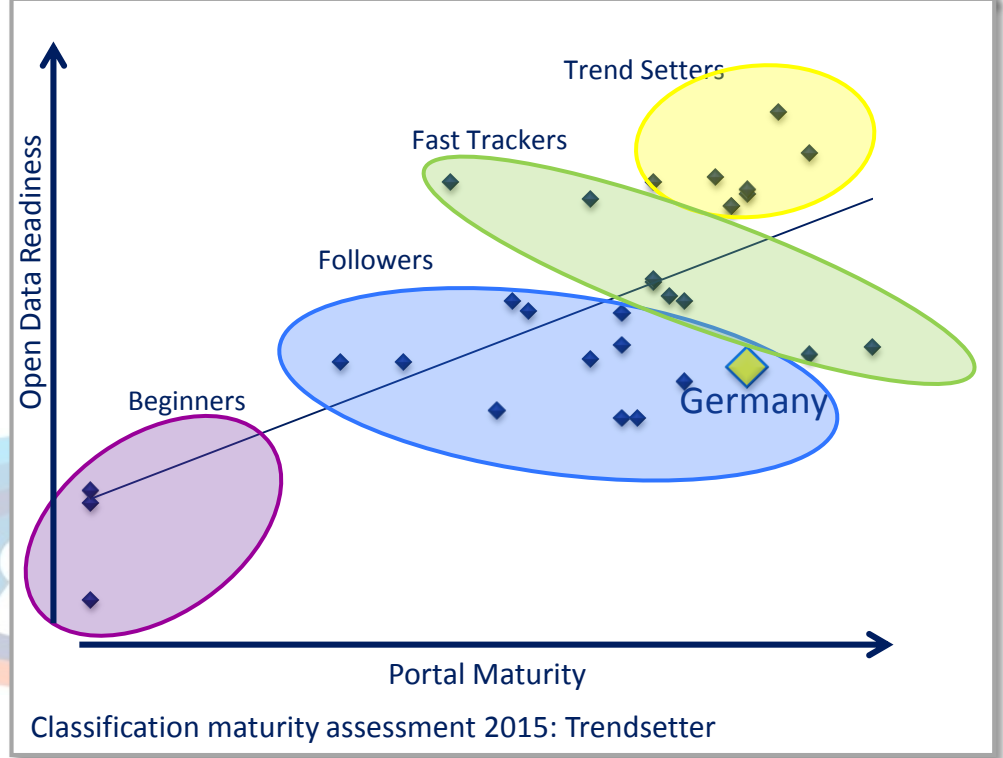 Trend Setters
Fast Trackers
Open Data Readiness
Followers
Beginners
Germany
Portal Maturity
Classification maturity assessment 2015: Trendsetter